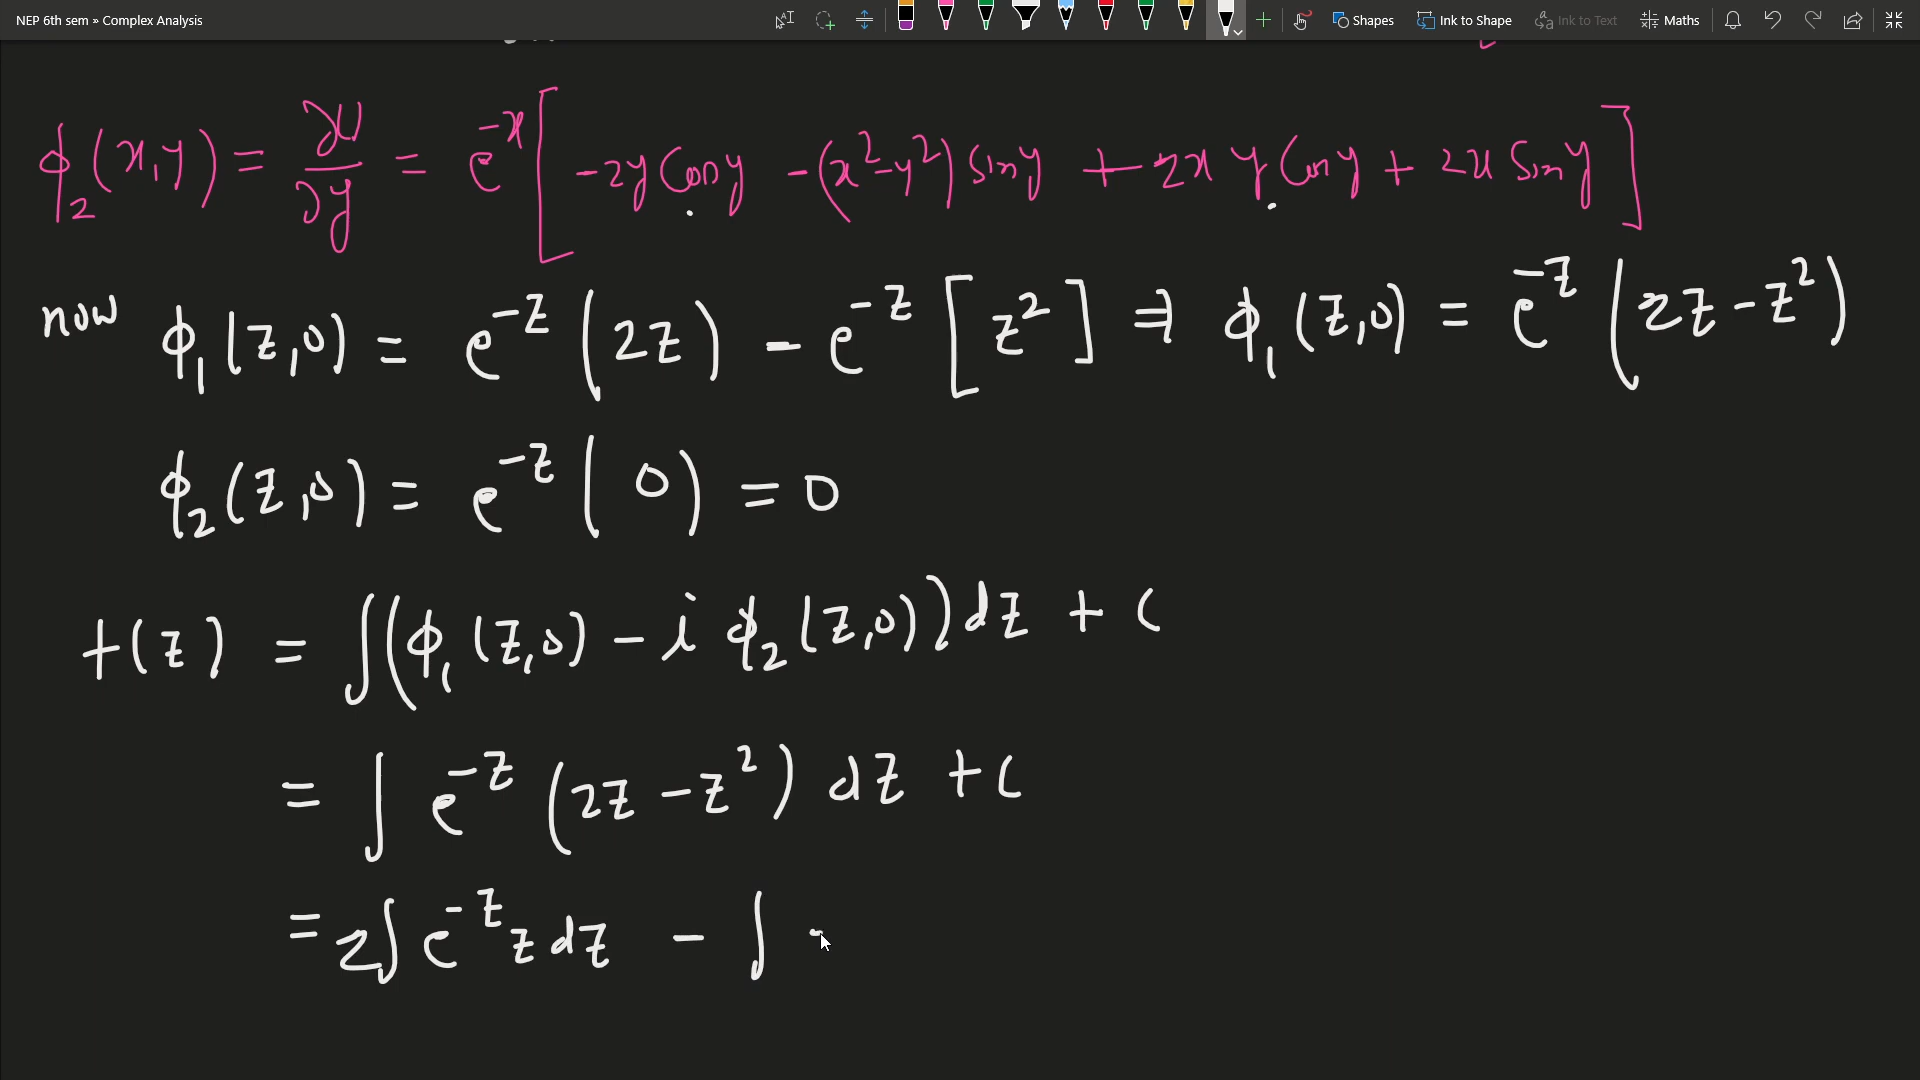 NEP 6th sem » Complex Analysis
Shapes Ink to Shape Ink to Text Maths
ϕ₂(x,y) = ∂u/∂y = e^{-x}[-2y Cos y - (x²-y²) Sin y + 2x y Cos y + 2x Sin y]
now ϕ₁(z,0) = e^{-z}(2z) - e^{-z}[z²] ⇒ ϕ₁(z,0) = e^{-z}(2z - z²)
ϕ₂(z,0) = e^{-z}(0) = 0
f(z) = ∫(ϕ₁(z,0) - i ϕ₂(z,0))dz + c
= ∫ e^{-z}(2z - z²) dz + c
= 2∫ e^{-z} z dz - ∫